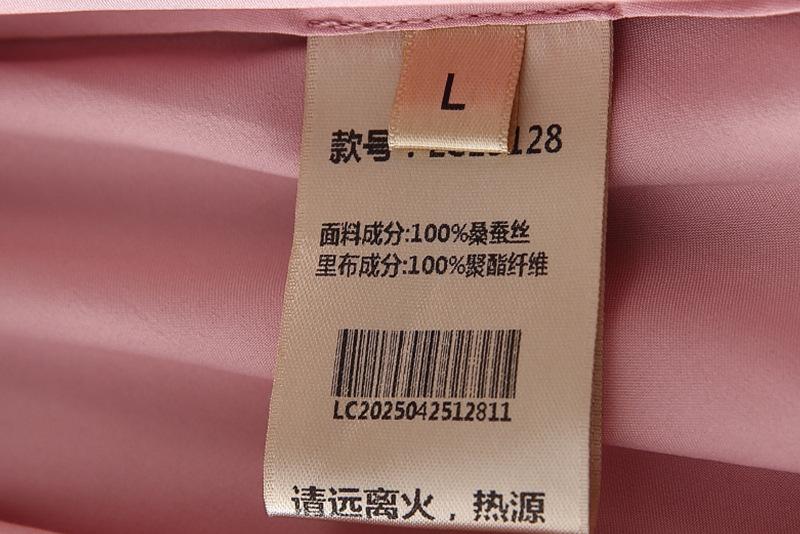 L
款号: 128
面料成分:100%桑蚕丝
里布成分:100%聚酯纤维
LC2025042512811
请远离火，热源